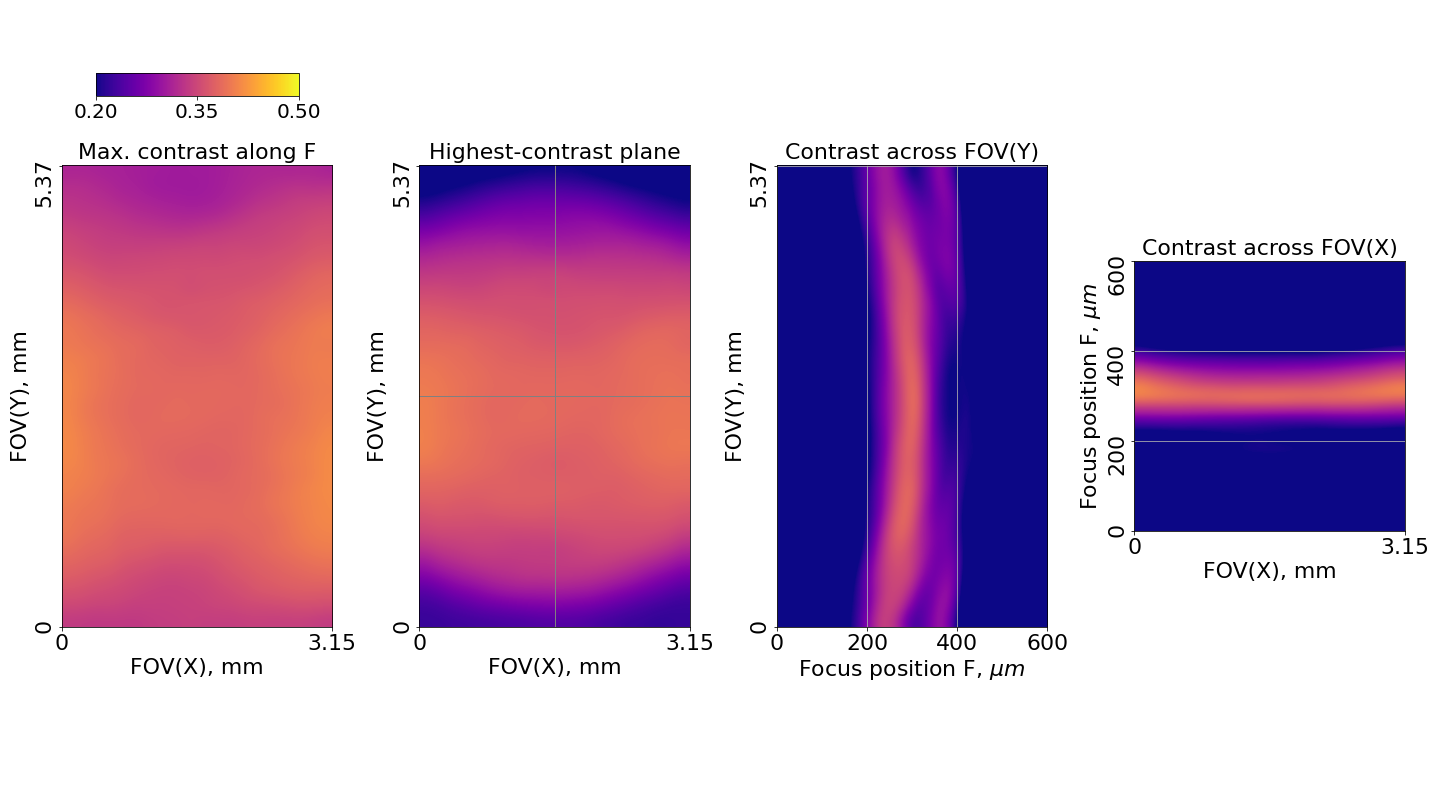 0.20 0.35 0.50
Max. contrast along F
FOV(Y), mm
5.37
0
0 3.15
FOV(X), mm
Highest-contrast plane
FOV(Y), mm
5.37
0
0 3.15
FOV(X), mm
Contrast across FOV(Y)
FOV(Y), mm
5.37
0
0 200 400 600
Focus position F, μm
Contrast across FOV(X)
Focus position F, μm
600
400
200
0
0 3.15
FOV(X), mm